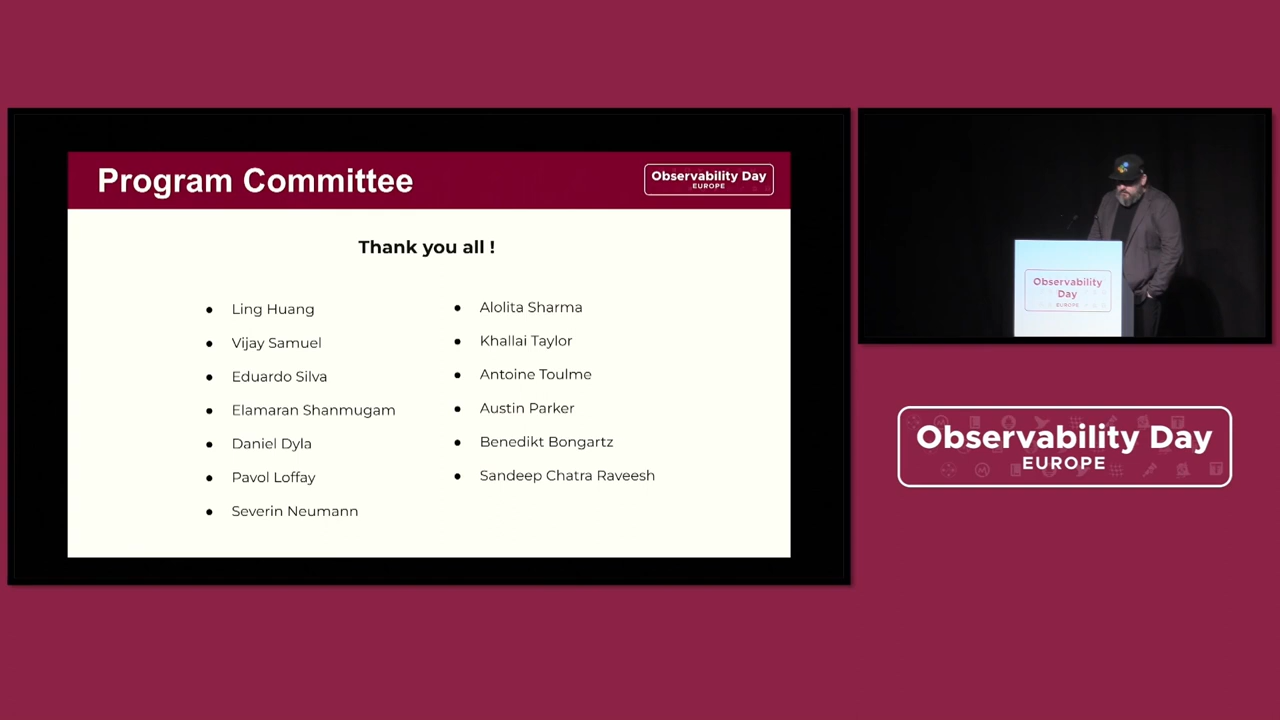 Program Committee
Observability Day
EUROPE
Thank you all !
Ling Huang
Vijay Samuel
Eduardo Silva
Elamaran Shanmugam
Daniel Dyla
Pavol Loffay
Severin Neumann
Alolita Sharma
Khallai Taylor
Antoine Toulme
Austin Parker
Benedikt Bongartz
Sandeep Chatra Raveesh
Observability
Day
EUROPE
Observability Day
EUROPE